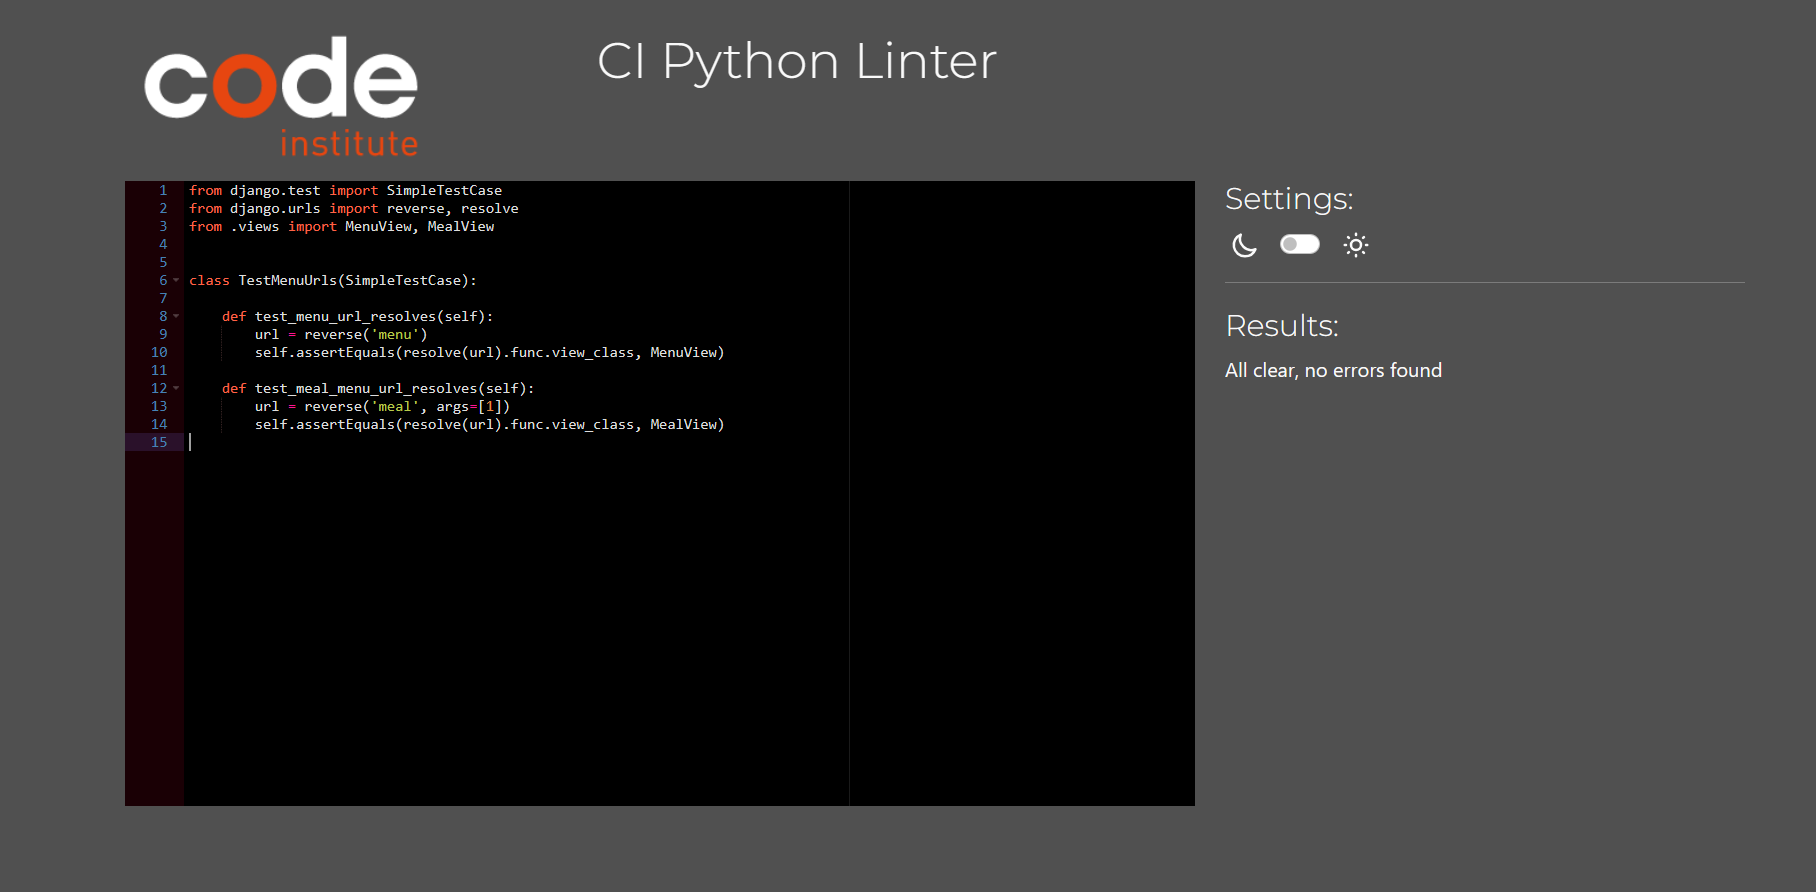 code
institute
CI Python Linter
1 from django.test import SimpleTestCase
2 from django.urls import reverse, resolve
3 from .views import MenuView, MealView
4
5
6 class TestMenuUrls(SimpleTestCase):
7
8     def test_menu_url_resolves(self):
9         url = reverse('menu')
10         self.assertEquals(resolve(url).func.view_class, MenuView)
11
12     def test_meal_menu_url_resolves(self):
13         url = reverse('meal', args=[1])
14         self.assertEquals(resolve(url).func.view_class, MealView)
15
Settings:
Results:
All clear, no errors found